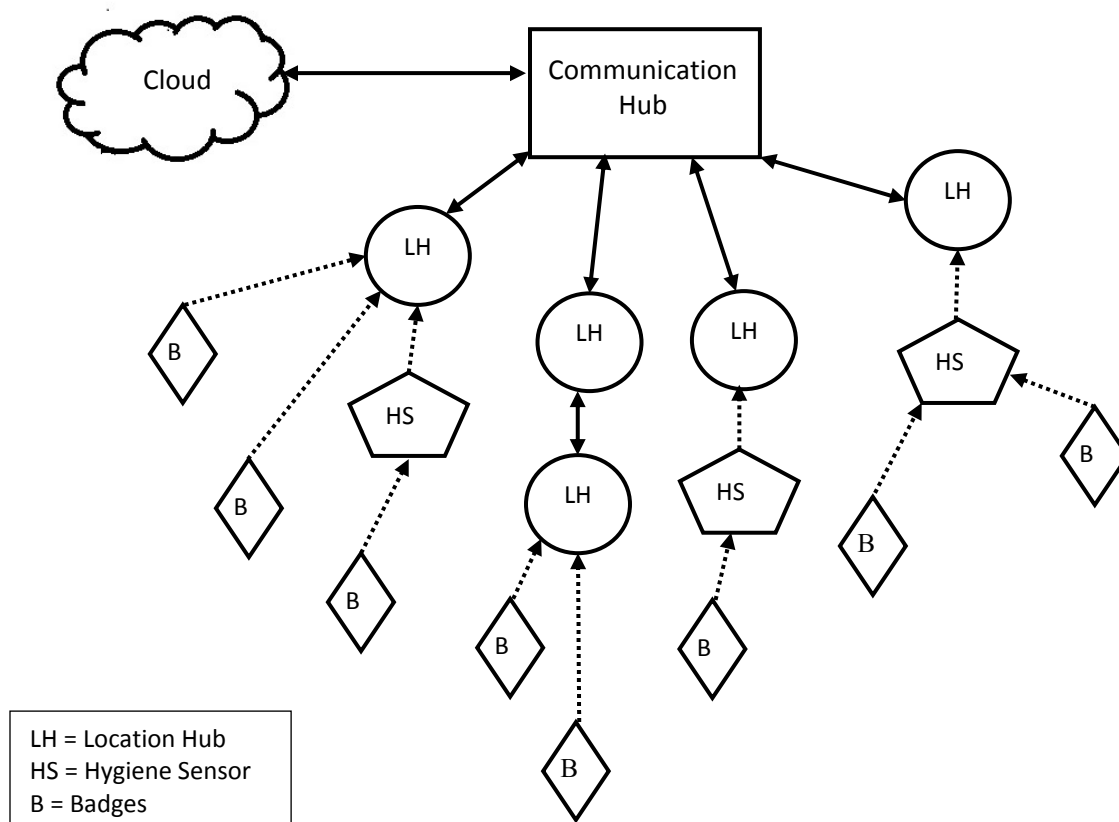 Cloud
Communication
Hub
LH
LH
LH
LH
B
HS
HS
B
B
LH
HS
B
B
B
B
B
B
LH = Location Hub
HS = Hygiene Sensor
B = Badges